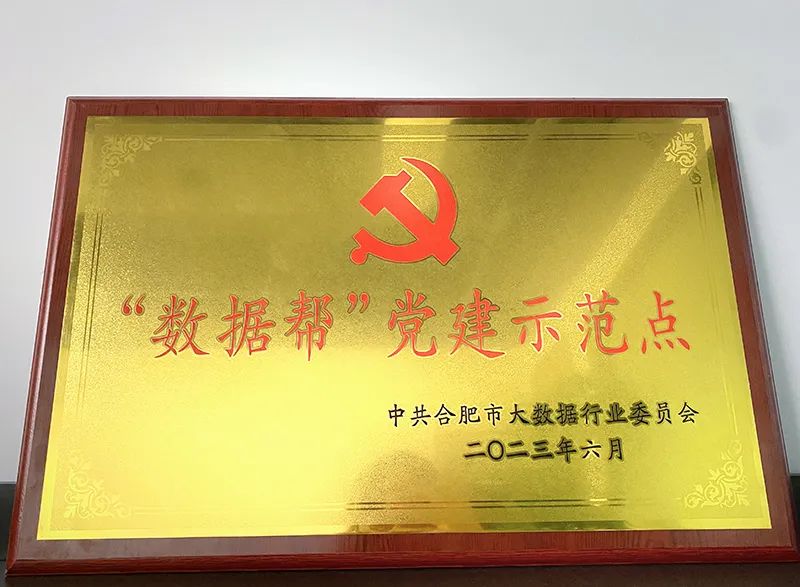 “数据帮”党建示范点
中共合肥市大数据行业委员会
二〇二三年六月